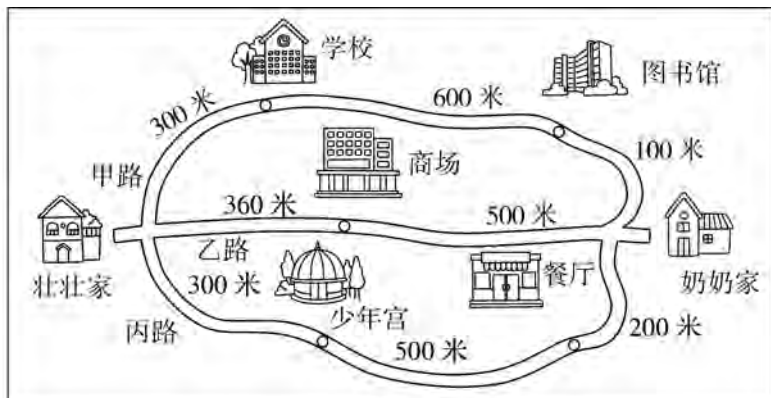 学校
图书馆
300 米
600 米
100 米
甲路
商场
360 米
500 米
乙路
壮壮家
300 米
少年宫
餐厅
奶奶家
丙路
500 米
200 米